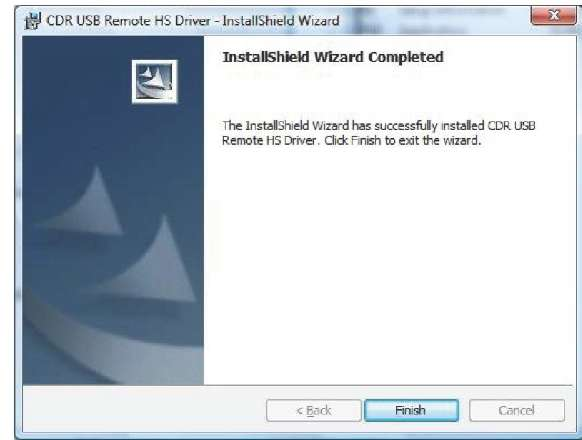 CDR USB Remote HS Driver - InstallShield Wizard
InstallShield Wizard Completed
The InstallShield Wizard has successfully installed CDR USB
Remote HS Driver. Click Finish to exit the wizard.
< Back
Finish
Cancel